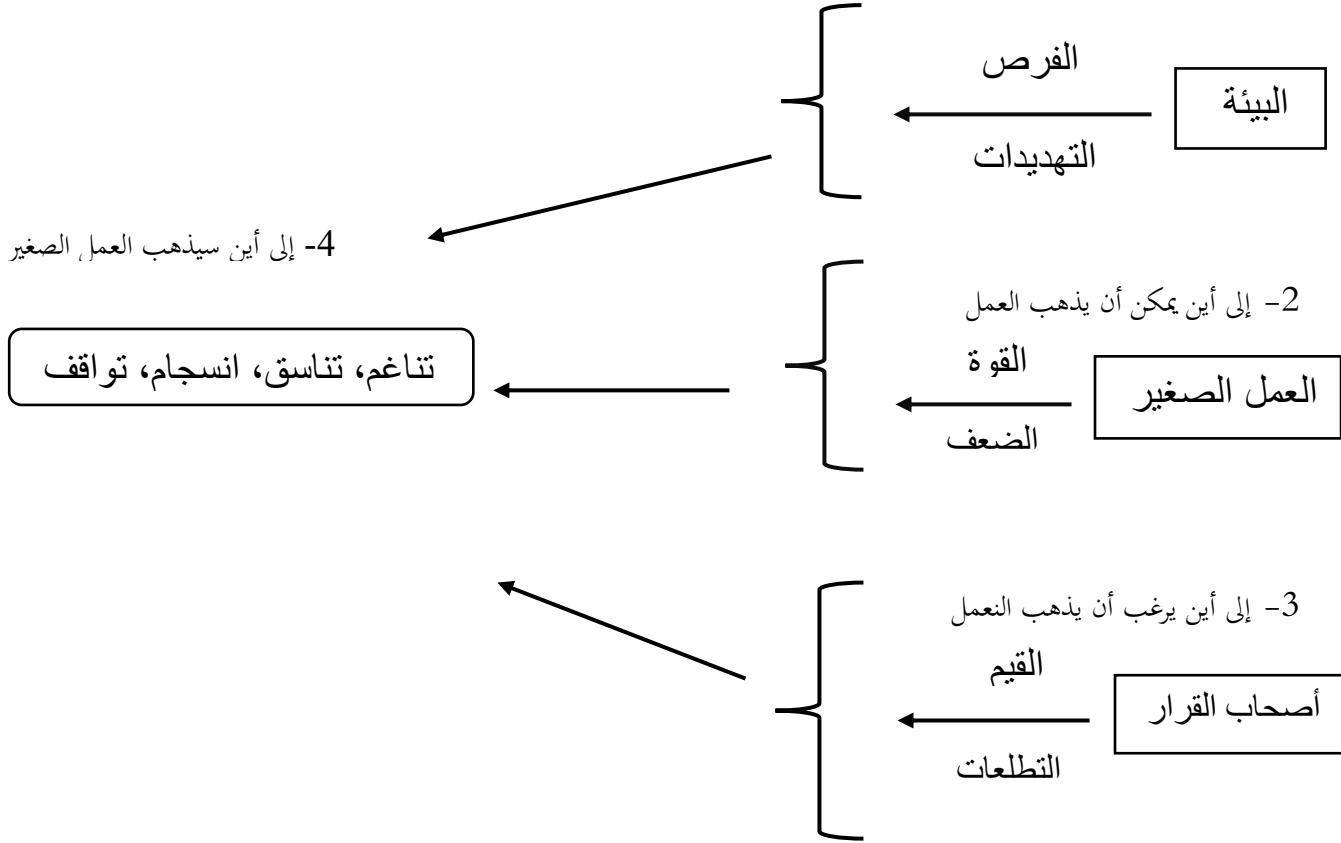 الفرص
البيئة
التهديدات
4- إلى أين سيذهب العمل الصغير
2- إلى أين يمكن أن يذهب العمل
القوة
العمل الصغير
الضعف
تناغم، تناسق، انسجام، تواقف
3- إلى أين يرغب أن يذهب النعمل
القيم
أصحاب القرار
التطلعات